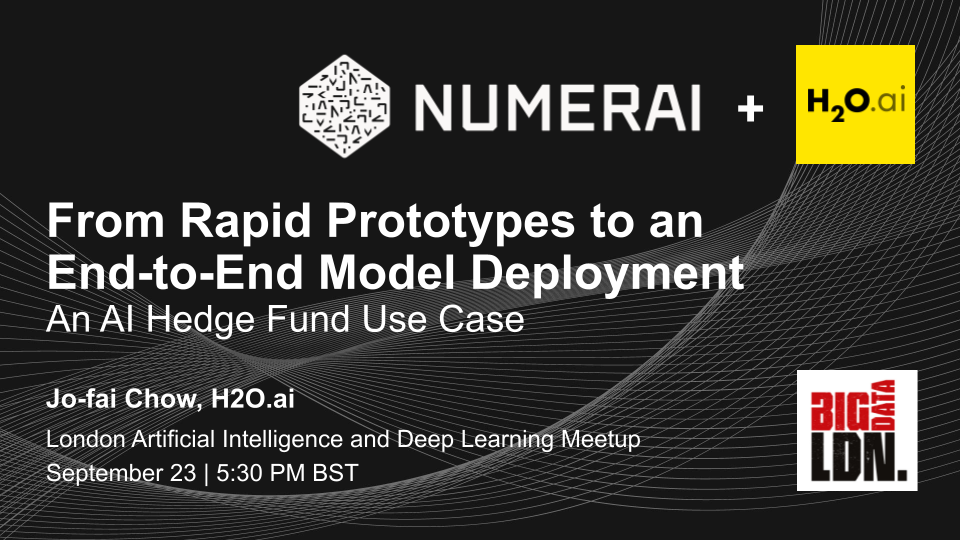 NUMERAI + H2O.ai
From Rapid Prototypes to an
End-to-End Model Deployment
An AI Hedge Fund Use Case
Jo-fai Chow, H2O.ai
London Artificial Intelligence and Deep Learning Meetup
September 23 | 5:30 PM BST
BIG DATA
LDN.